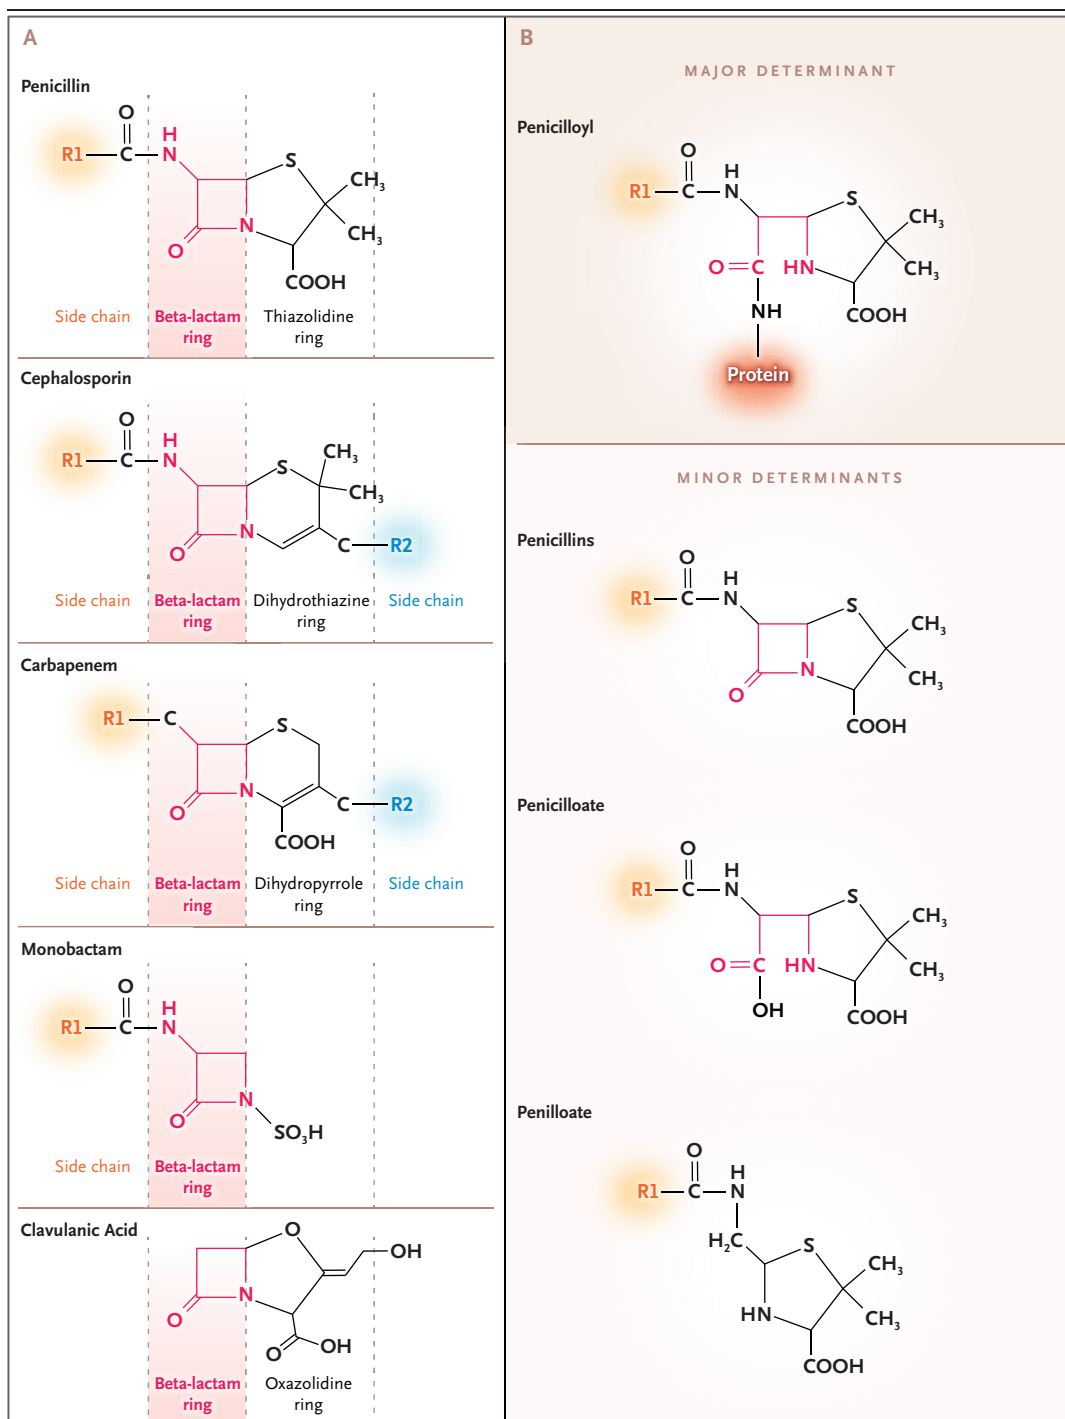 A
Penicillin
O
H
R1
C
N
S
CH3
CH3
N
O
COOH
Side chain
Beta-lactam
ring
Thiazolidine
ring
Cephalosporin
O
H
R1
C
N
S
CH3
CH3
N
O
C
R2
Side chain
Beta-lactam
ring
Dihydrothiazine
ring
Side chain
Carbapenem
R1
C
S
N
O
C
R2
COOH
Side chain
Beta-lactam
ring
Dihydropyrrole
ring
Side chain
Monobactam
O
H
R1
C
N
N
O
SO3H
Side chain
Beta-lactam
ring
Clavulanic Acid
O
OH
N
O
OH
O
Beta-lactam
ring
Oxazolidine
ring
B
MAJOR DETERMINANT
Penicilloyl
O
H
R1
C
N
S
CH3
O
C
HN
CH3
NH
COOH
Protein
MINOR DETERMINANTS
Penicillins
O
H
R1
C
N
S
CH3
N
CH3
O
COOH
Penicilloate
O
H
R1
C
N
S
CH3
O
C
HN
CH3
OH
COOH
Penilloate
O
H
R1
C
N
H2C
S
CH3
HN
CH3
COOH